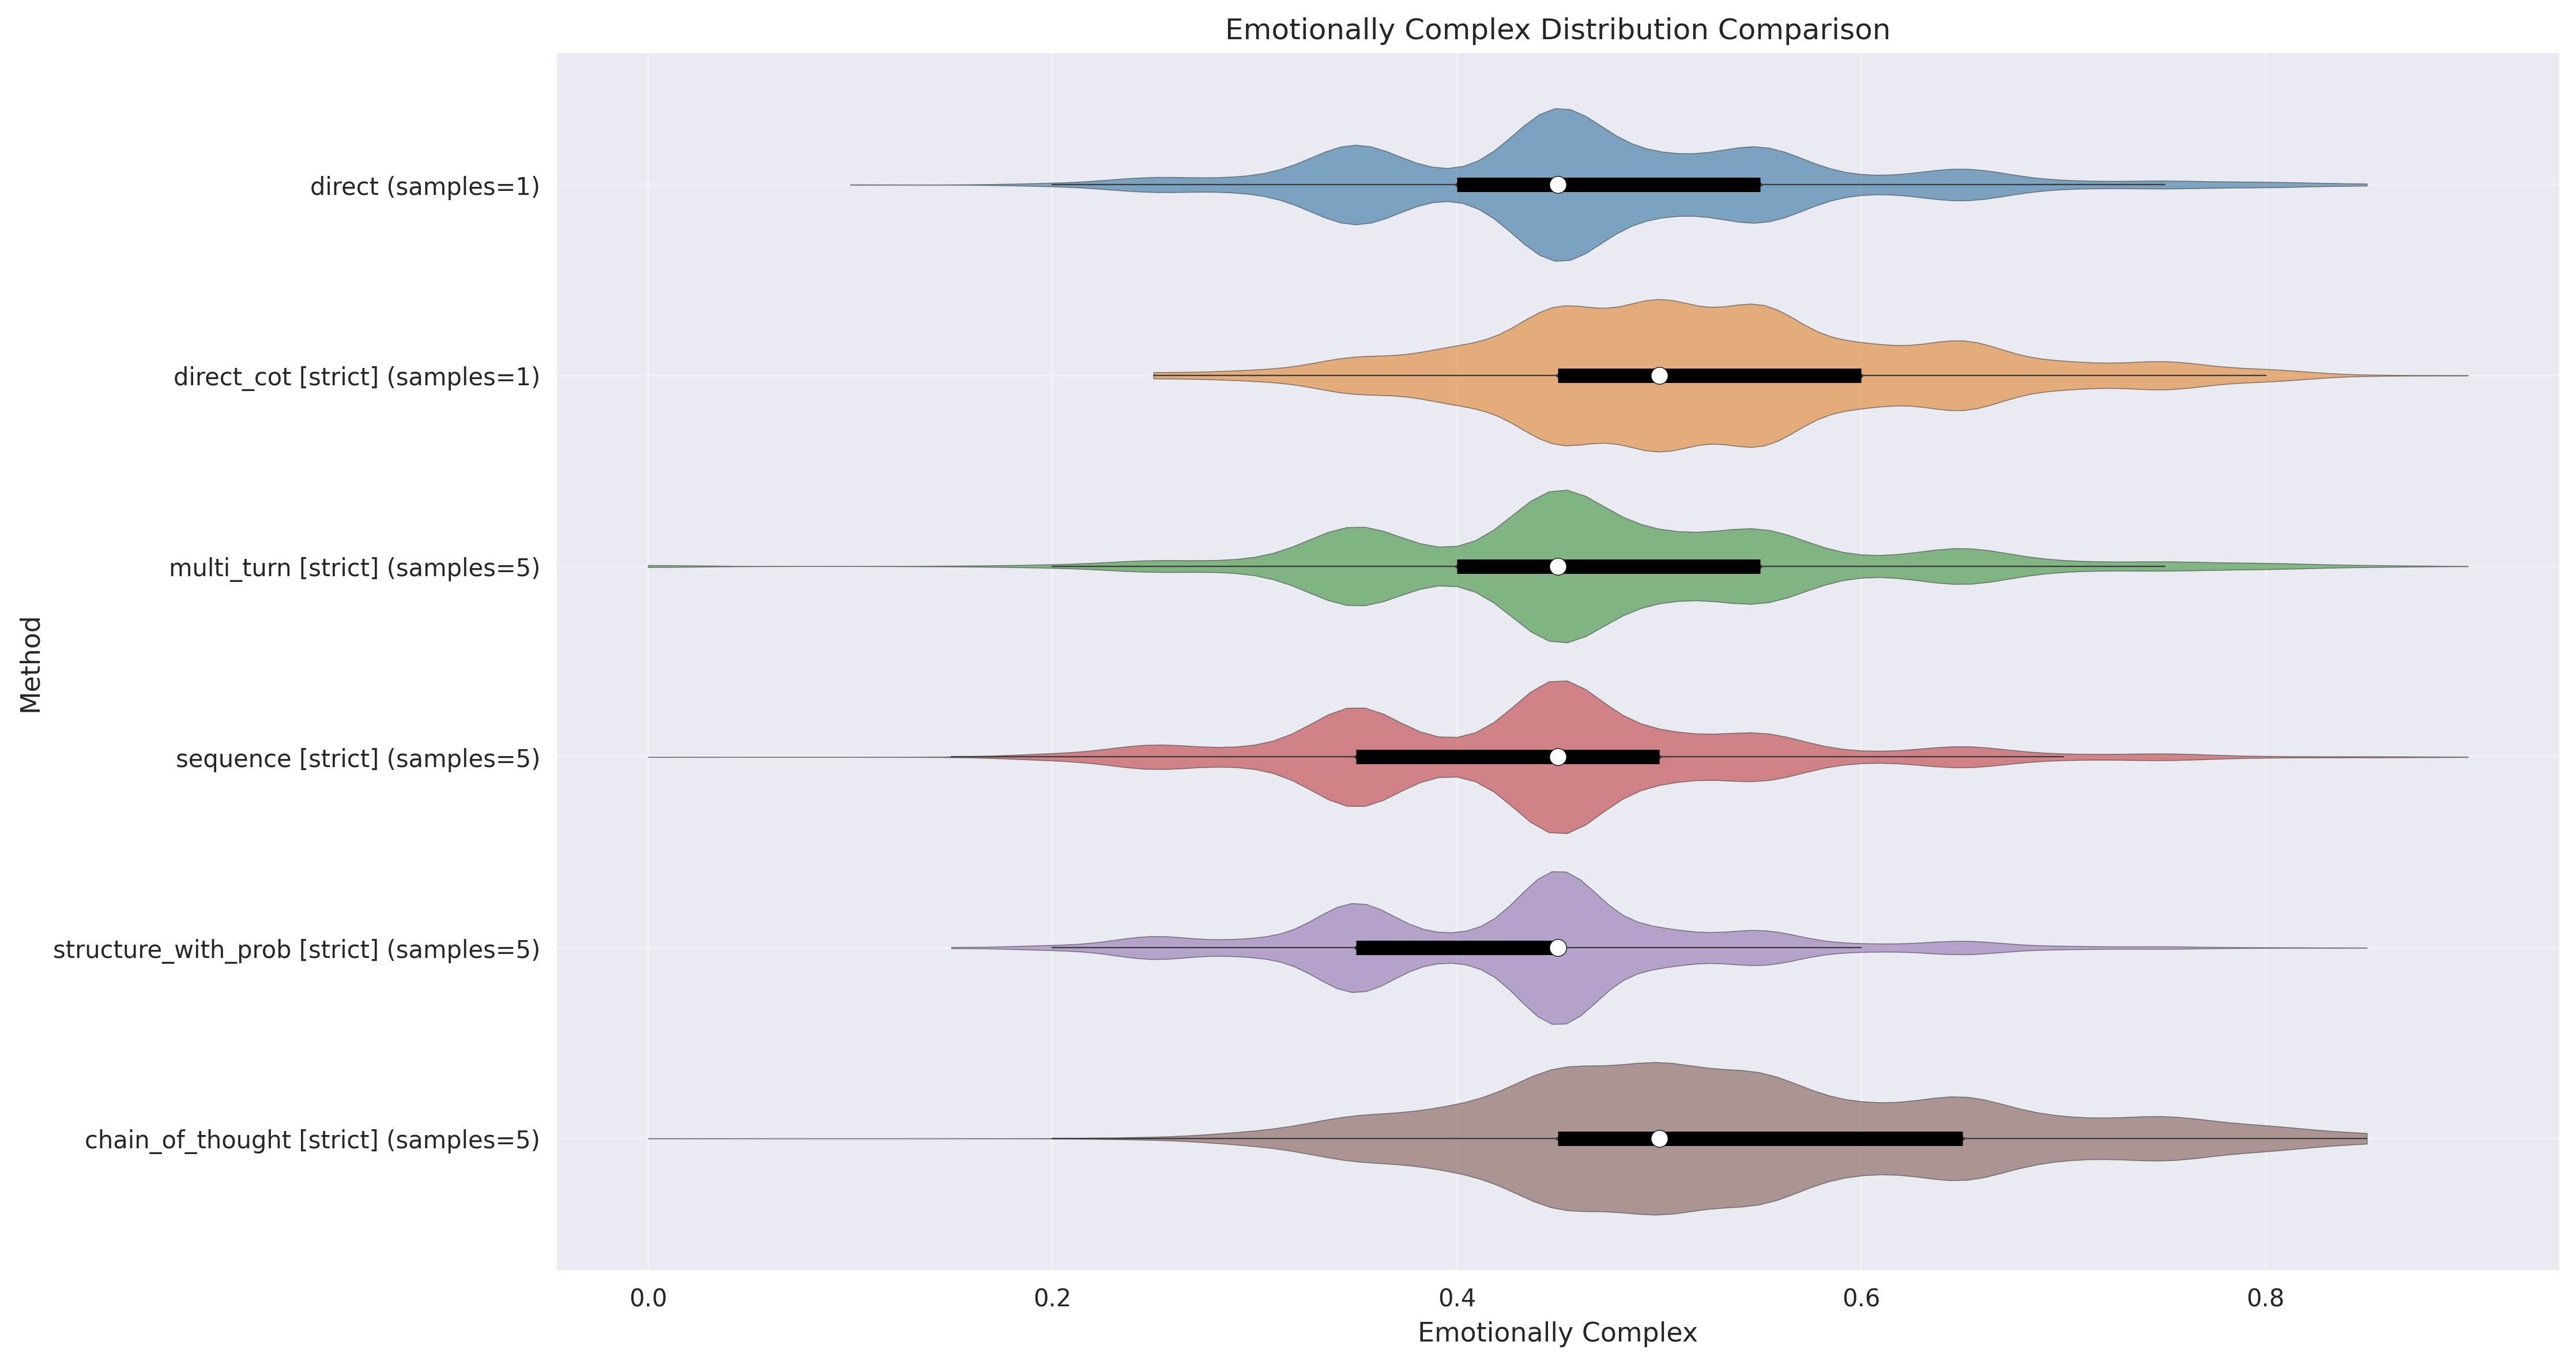 Emotionally Complex Distribution Comparison
Method
direct (samples=1)
direct_cot [strict] (samples=1)
multi_turn [strict] (samples=5)
sequence [strict] (samples=5)
structure_with_prob [strict] (samples=5)
chain_of_thought [strict] (samples=5)
0.0 0.2 0.4 0.6 0.8
Emotionally Complex